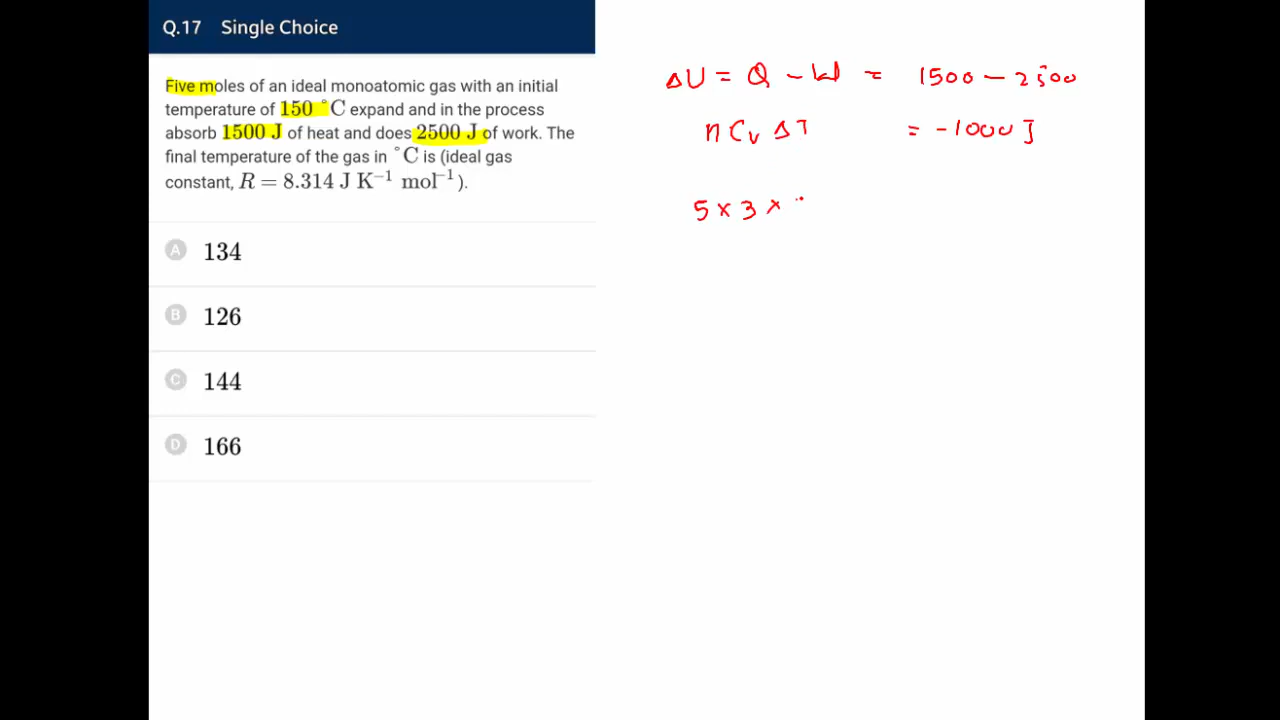 Q.17 Single Choice
Five moles of an ideal monoatomic gas with an initial
temperature of 150 °C expand and in the process
absorb 1500 J of heat and does 2500 J of work. The
final temperature of the gas in °C is (ideal gas
constant, R = 8.314 J K⁻¹ mol⁻¹ ).
A 134
B 126
C 144
D 166
ΔU = Q - W = 1500 - 2500
n Cv ΔT = -1000 J
5 × 3 ×